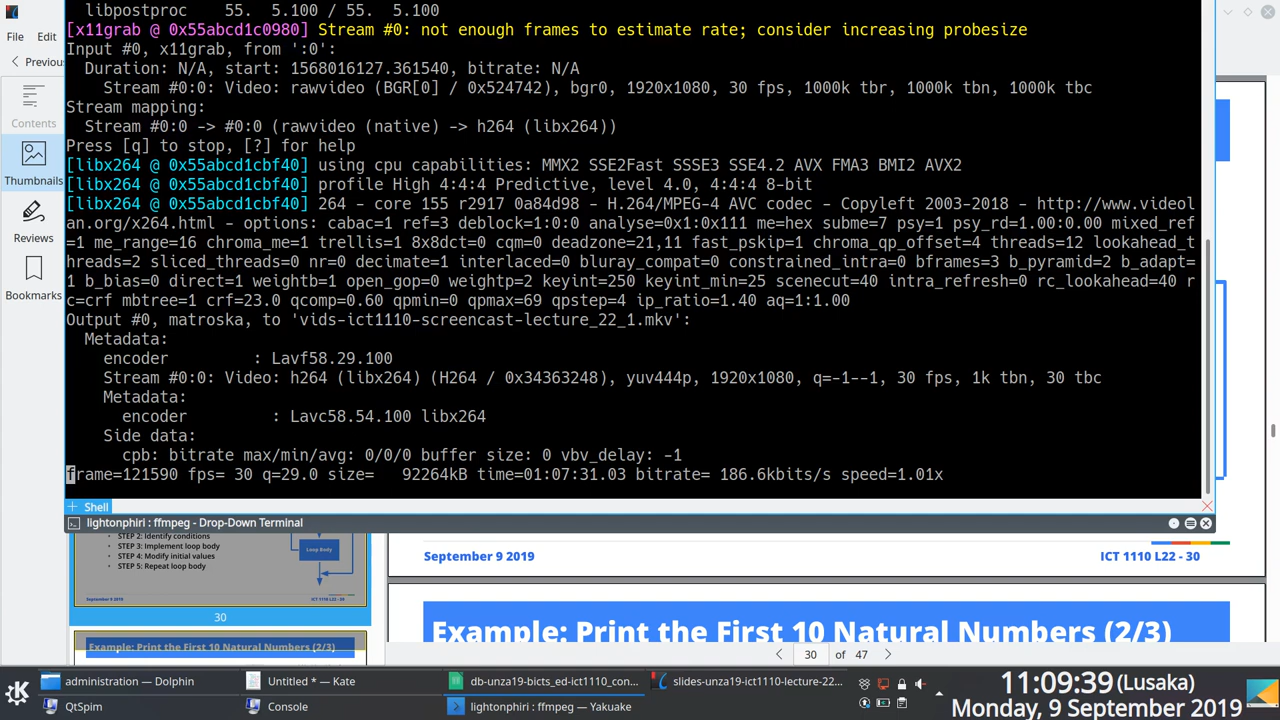 libpostproc    55.  5.100 / 55.  5.100
[x11grab @ 0x55abcd1c0980] Stream #0: not enough frames to estimate rate; consider increasing probesize
Input #0, x11grab, from ':0':
Duration: N/A, start: 1568016127.361540, bitrate: N/A
Stream #0:0: Video: rawvideo (BGR[0] / 0x524742), bgr0, 1920x1080, 30 fps, 1000k tbr, 1000k tbn, 1000k tbc
Stream mapping:
Stream #0:0 -> #0:0 (rawvideo (native) -> h264 (libx264))
Press [q] to stop, [?] for help
[libx264 @ 0x55abcd1cbf40] using cpu capabilities: MMX2 SSE2Fast SSSE3 SSE4.2 AVX FMA3 BMI2 AVX2
[libx264 @ 0x55abcd1cbf40] profile High 4:4:4 Predictive, level 4.0, 4:4:4 8-bit
[libx264 @ 0x55abcd1cbf40] 264 - core 155 r2917 0a84d98 - H.264/MPEG-4 AVC codec - Copyleft 2003-2018 - http://www.videol
an.org/x264.html - options: cabac=1 ref=3 deblock=1:0:0 analyse=0x1:0x111 me=hex subme=7 psy=1 psy_rd=1.00:0.00 mixed_ref
=1 me_range=16 chroma_me=1 trellis=1 8x8dct=0 cqm=0 deadzone=21,11 fast_pskip=1 chroma_qp_offset=4 threads=12 lookahead_t
hreads=2 sliced_threads=0 nr=0 decimate=1 interlaced=0 bluray_compat=0 constrained_intra=0 bframes=3 b_pyramid=2 b_adapt=
1 b_bias=0 direct=1 weightb=1 open_gop=0 weightp=2 keyint=250 keyint_min=25 scenecut=40 intra_refresh=0 rc_lookahead=40 r
c=crf mbtree=1 crf=23.0 qcomp=0.60 qpmin=0 qpmax=69 qpstep=4 ip_ratio=1.40 aq=1:1.00
Output #0, matroska, to 'vids-ict1110-screencast-lecture_22_1.mkv':
Metadata:
encoder         : Lavf58.29.100
Stream #0:0: Video: h264 (libx264) (H264 / 0x34363248), yuv444p, 1920x1080, q=-1--1, 30 fps, 1k tbn, 30 tbc
Metadata:
encoder         : Lavc58.54.100 libx264
Side data:
cpb: bitrate max/min/avg: 0/0/0 buffer size: 0 vbv_delay: -1
frame=121590 fps= 30 q=29.0 size=   92264kB time=01:07:31.03 bitrate= 186.6kbits/s speed=1.01x
Shell
lightonphiri : ffmpeg - Drop-Down Terminal
File Edit
Previous
Contents
Thumbnails
Reviews
Bookmarks
STEP 2: Identify conditions
STEP 3: Implement loop body
STEP 4: Modify initial values
STEP 5: Repeat loop body
Loop Body
September 9 2019 ICT 1110 L22 - 30
30
Example: Print the First 10 Natural Numbers (2/3)
September 9 2019 ICT 1110 L22 - 30
Example: Print the First 10 Natural Numbers (2/3)
30 of 47
administration — Dolphin
Untitled * — Kate
db-unza19-bicts_ed-ict1110_con...
slides-unza19-ict1110-lecture-22...
QtSpim
Console
lightonphiri : ffmpeg — Yakuake
11:09:39 (Lusaka)
Monday, 9 September 2019